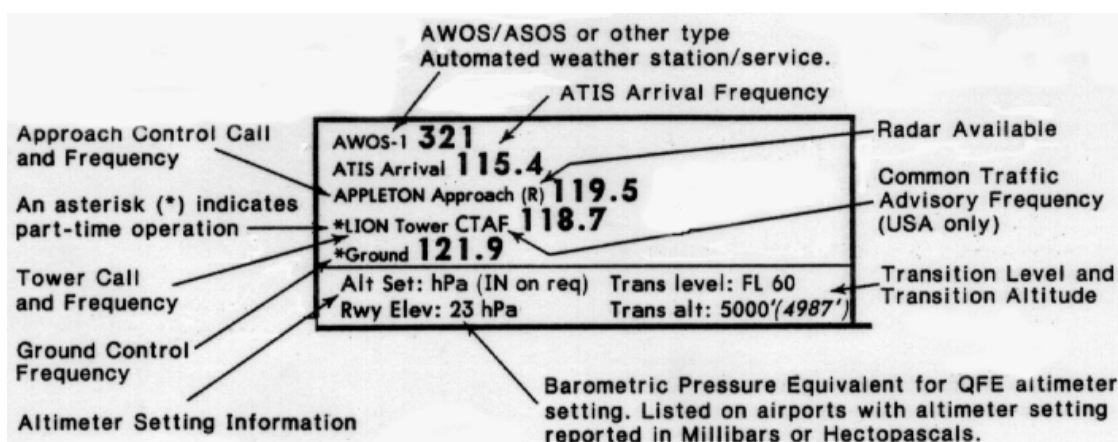 AWOS/ASOS or other type
Automated weather station/service.
ATIS Arrival Frequency
Approach Control Call
and Frequency
An asterisk (*) indicates
part-time operation
Tower Call
and Frequency
Ground Control
Frequency
Altimeter Setting Information
AWOS-1 321
ATIS Arrival 115.4
APPLETON Approach (R) 119.5
*LION Tower CTAF 118.7
*Ground 121.9
Alt Set: hPa (IN on req) Trans level: FL 60
Rwy Elev: 23 hPa Trans alt: 5000'(4987')
Radar Available
Common Traffic
Advisory Frequency
(USA only)
Transition Level and
Transition Altitude
Barometric Pressure Equivalent for QFE altimeter
setting. Listed on airports with altimeter setting
reported in Millibars or Hectopascals.